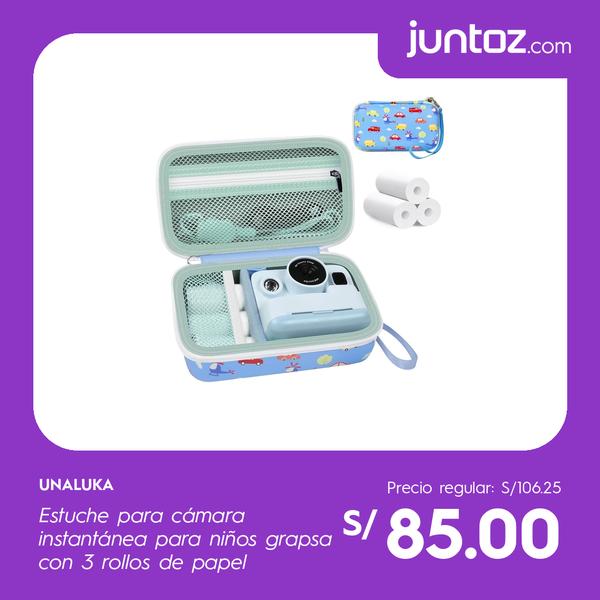 juntoz.com
UNALUKA
Estuche para cámara
instantánea para niños grapsa
con 3 rollos de papel
Precio regular: S/106.25
S/ 85.00